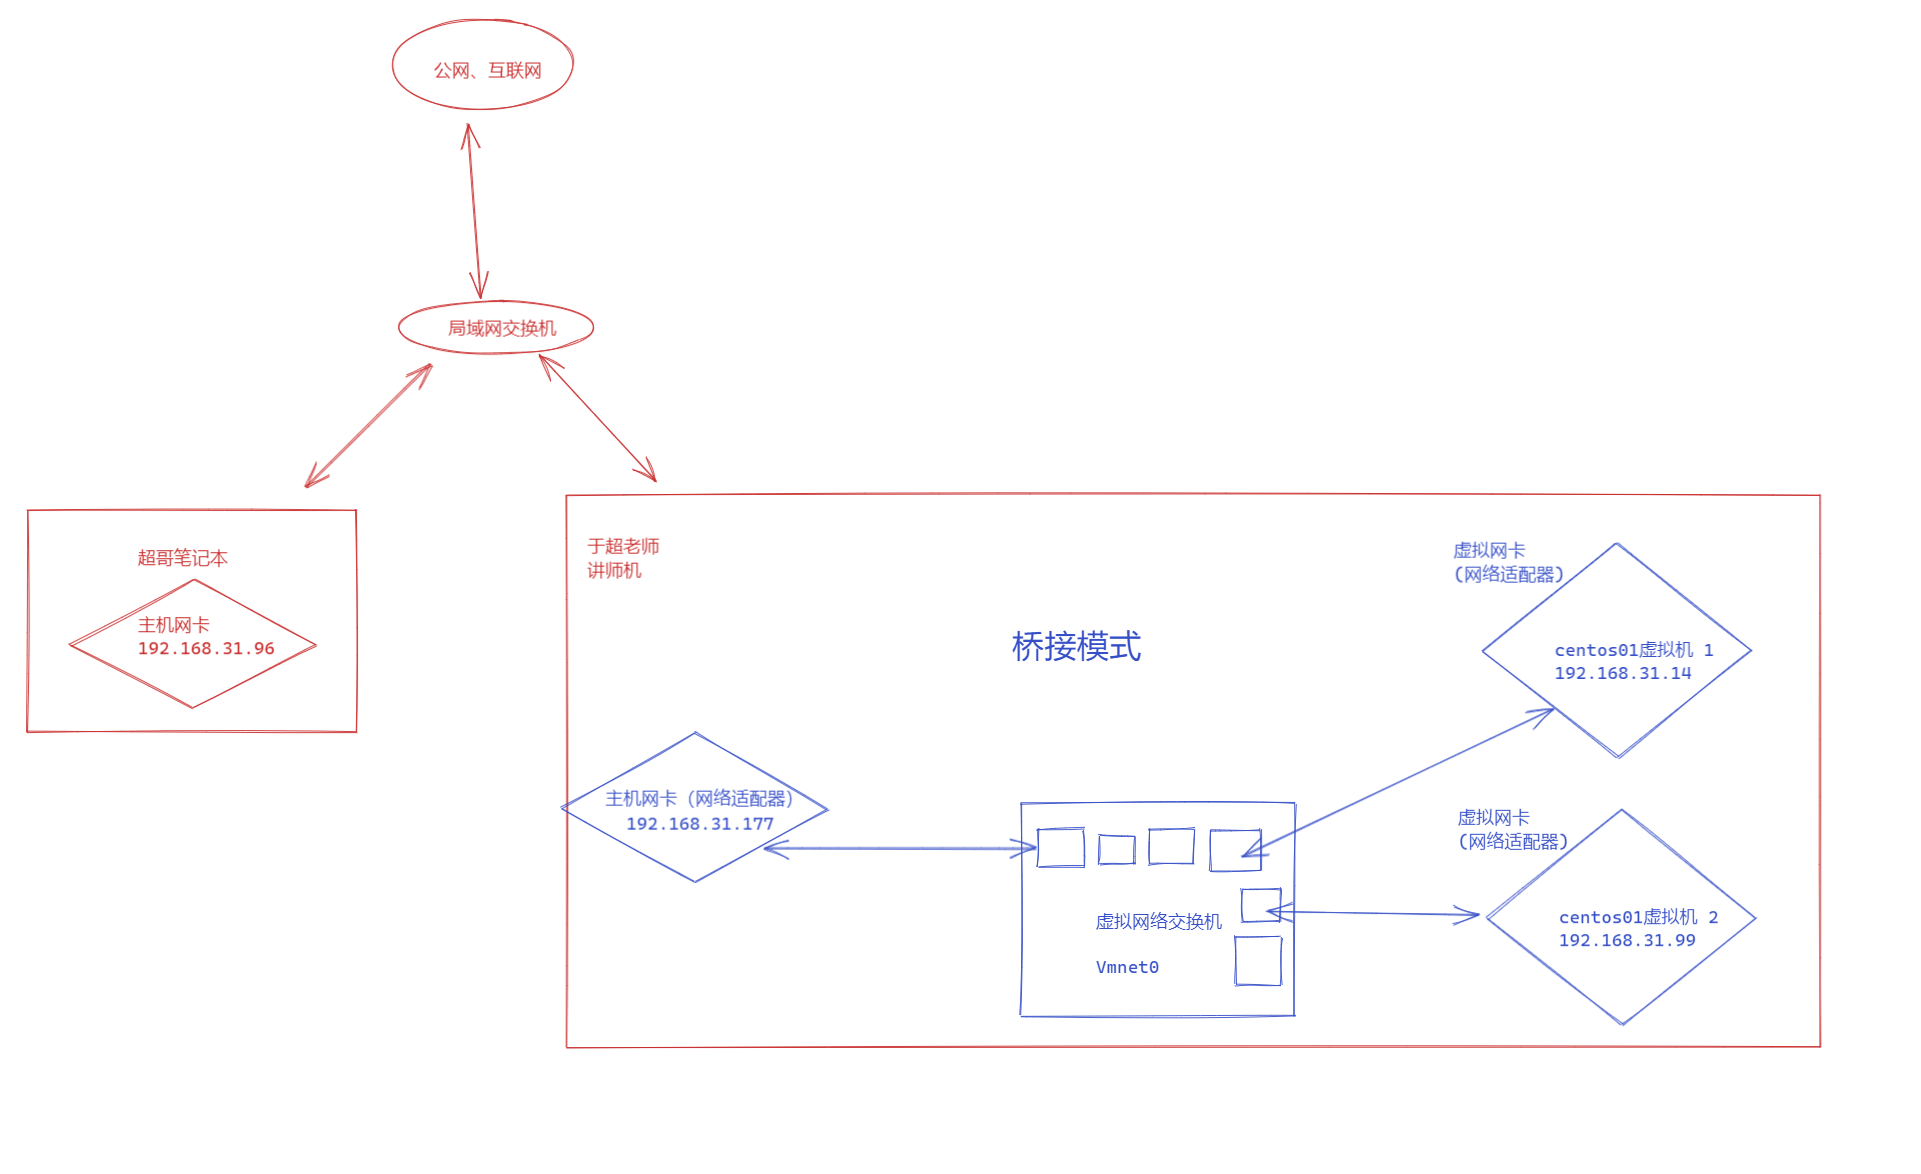 公网、互联网
局域网交换机
超哥笔记本
主机网卡
192.168.31.96
于超老师
讲师机
桥接模式
主机网卡（网络适配器）
192.168.31.177
虚拟网络交换机
Vmnet0
虚拟网卡
(网络适配器)
centos01虚拟机 1
192.168.31.14
虚拟网卡
(网络适配器)
centos01虚拟机 2
192.168.31.99